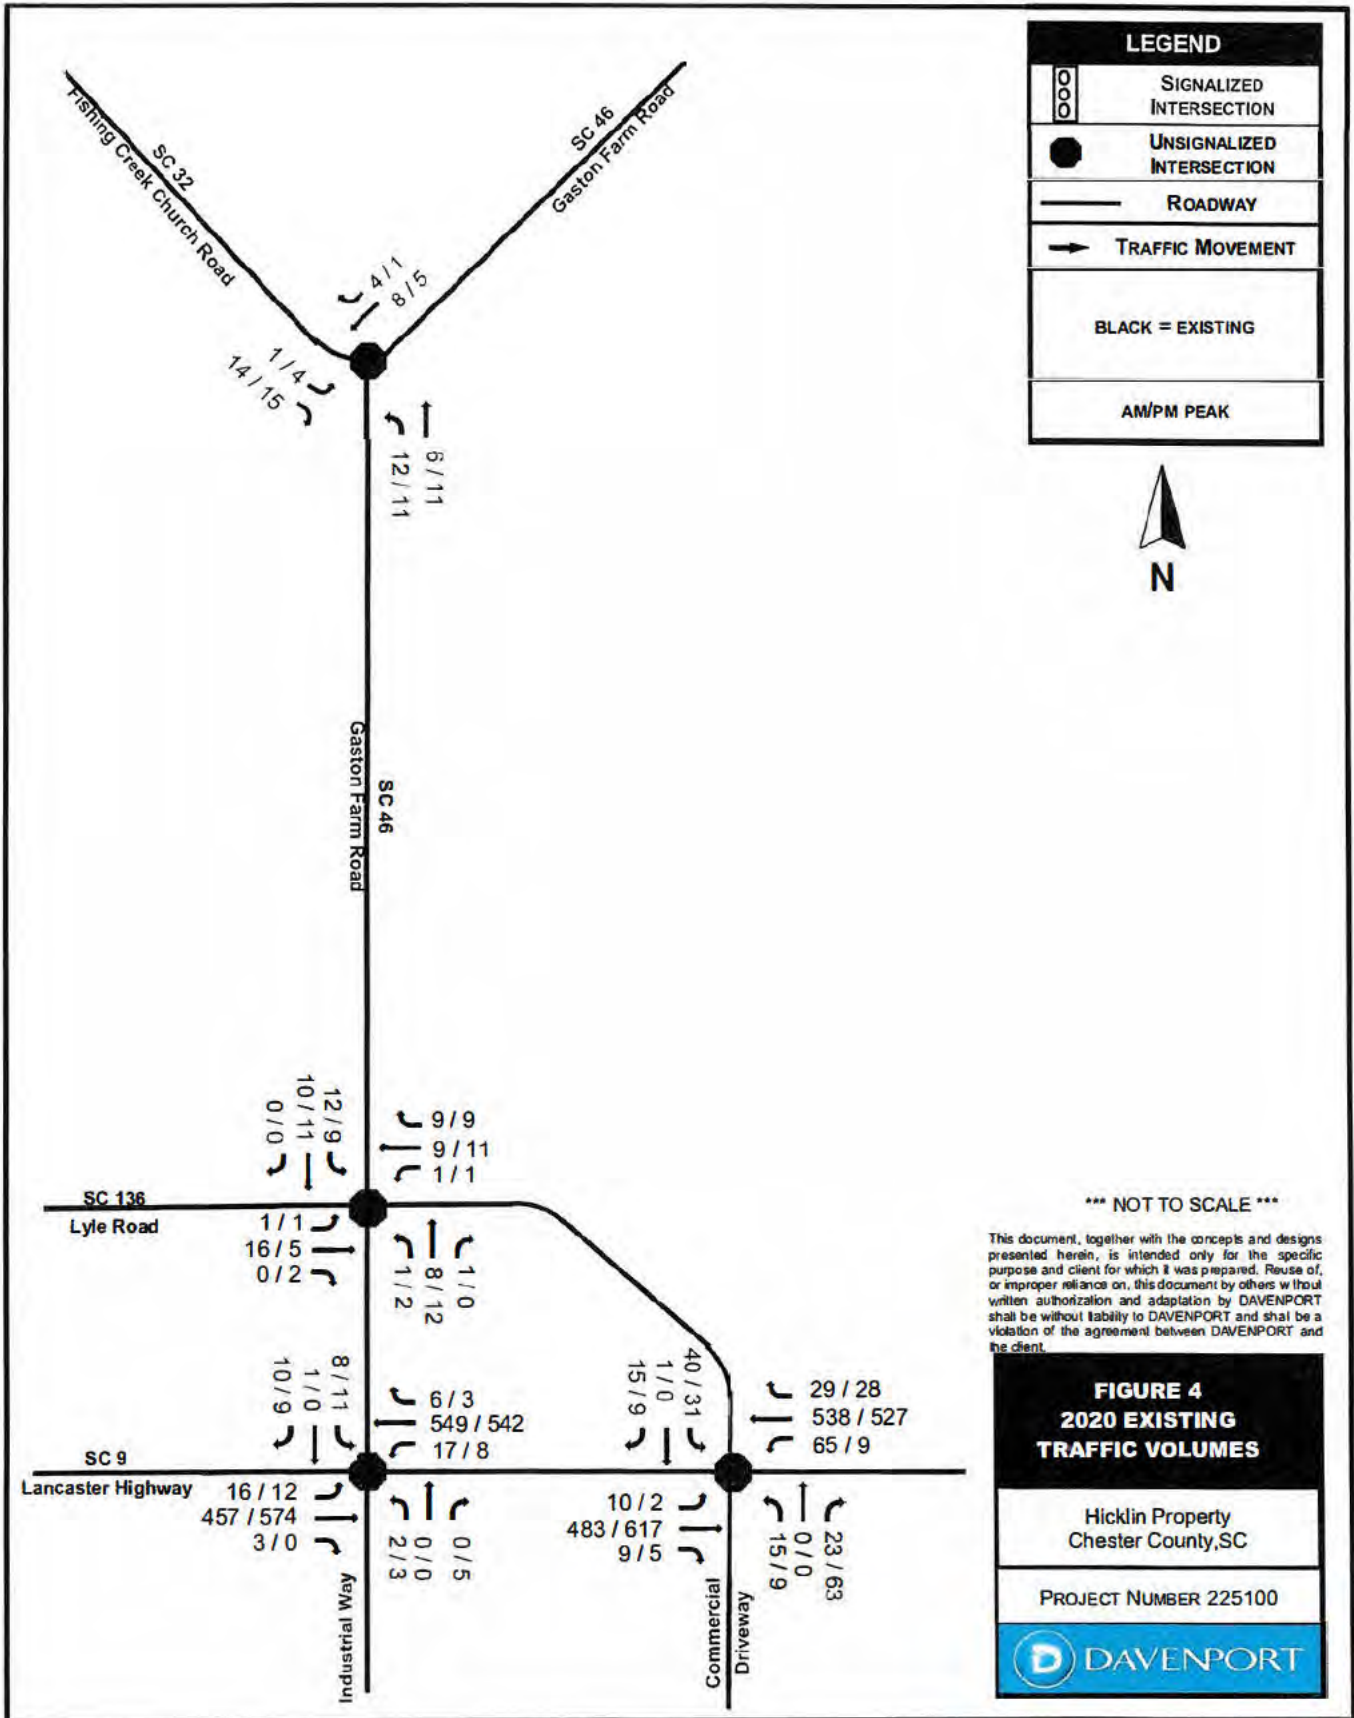 LEGEND
SIGNALIZED
INTERSECTION
UNSIGNALIZED
INTERSECTION
ROADWAY
TRAFFIC MOVEMENT
BLACK = EXISTING
AM/PM PEAK
N
SC 32
Fishing Creek Church Road
SC 46
Gaston Farm Road
4 / 1
8 / 5
1 / 4
14 / 15
12 / 11
6 / 11
Gaston Farm Road
SC 46
0 / 0
10 / 11
12 / 9
9 / 9
9 / 11
1 / 1
SC 136
Lyle Road
1 / 1
16 / 5
0 / 2
1 / 2
8 / 12
1 / 0
10 / 9
1 / 0
8 / 11
6 / 3
549 / 542
17 / 8
15 / 9
1 / 0
40 / 31
29 / 28
538 / 527
65 / 9
SC 9
Lancaster Highway
16 / 12
457 / 574
3 / 0
2 / 3
0 / 0
0 / 5
10 / 2
483 / 617
9 / 5
15 / 9
0 / 0
23 / 63
Industrial Way
Commercial
Driveway
*** NOT TO SCALE ***
This document, together with the concepts and designs
presented herein, is intended only for the specific
purpose and client for which it was prepared. Reuse of,
or improper reliance on, this document by others without
written authorization and adaptation by DAVENPORT
shall be without liability to DAVENPORT and shal be a
violation of the agreement between DAVENPORT and
the client.
FIGURE 4
2020 EXISTING
TRAFFIC VOLUMES
Hicklin Property
Chester County,SC
PROJECT NUMBER 225100
D DAVENPORT